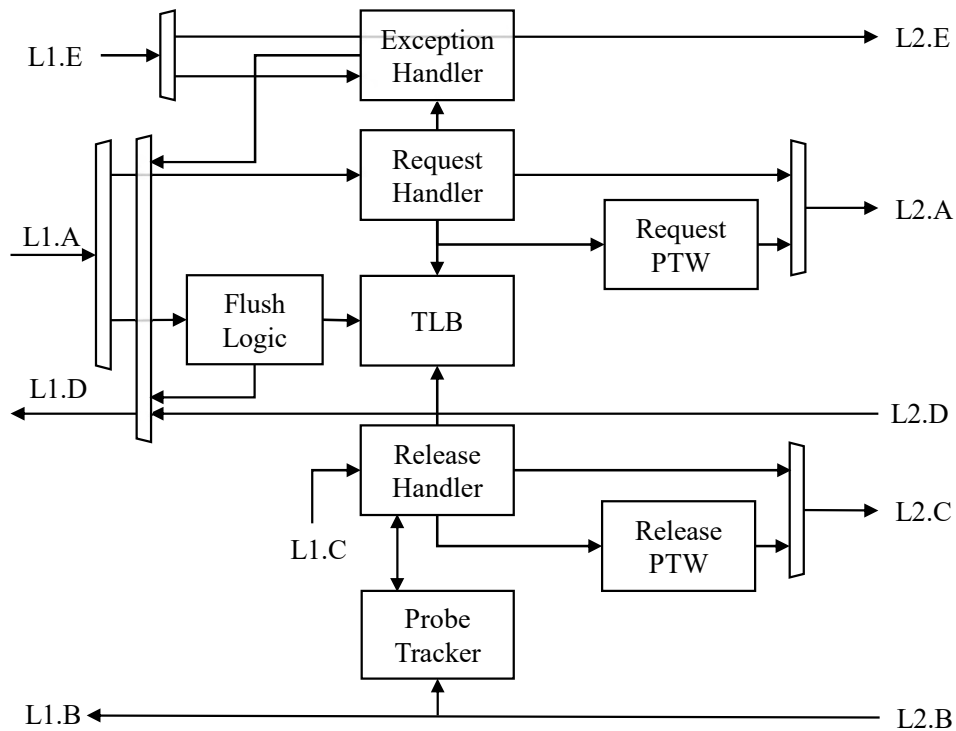 L1.E
Exception
Handler
L2.E
Request
Handler
L1.A
L2.A
Request
PTW
Flush
Logic
TLB
L1.D
L2.D
Release
Handler
L1.C
L2.C
Release
PTW
Probe
Tracker
L1.B
L2.B